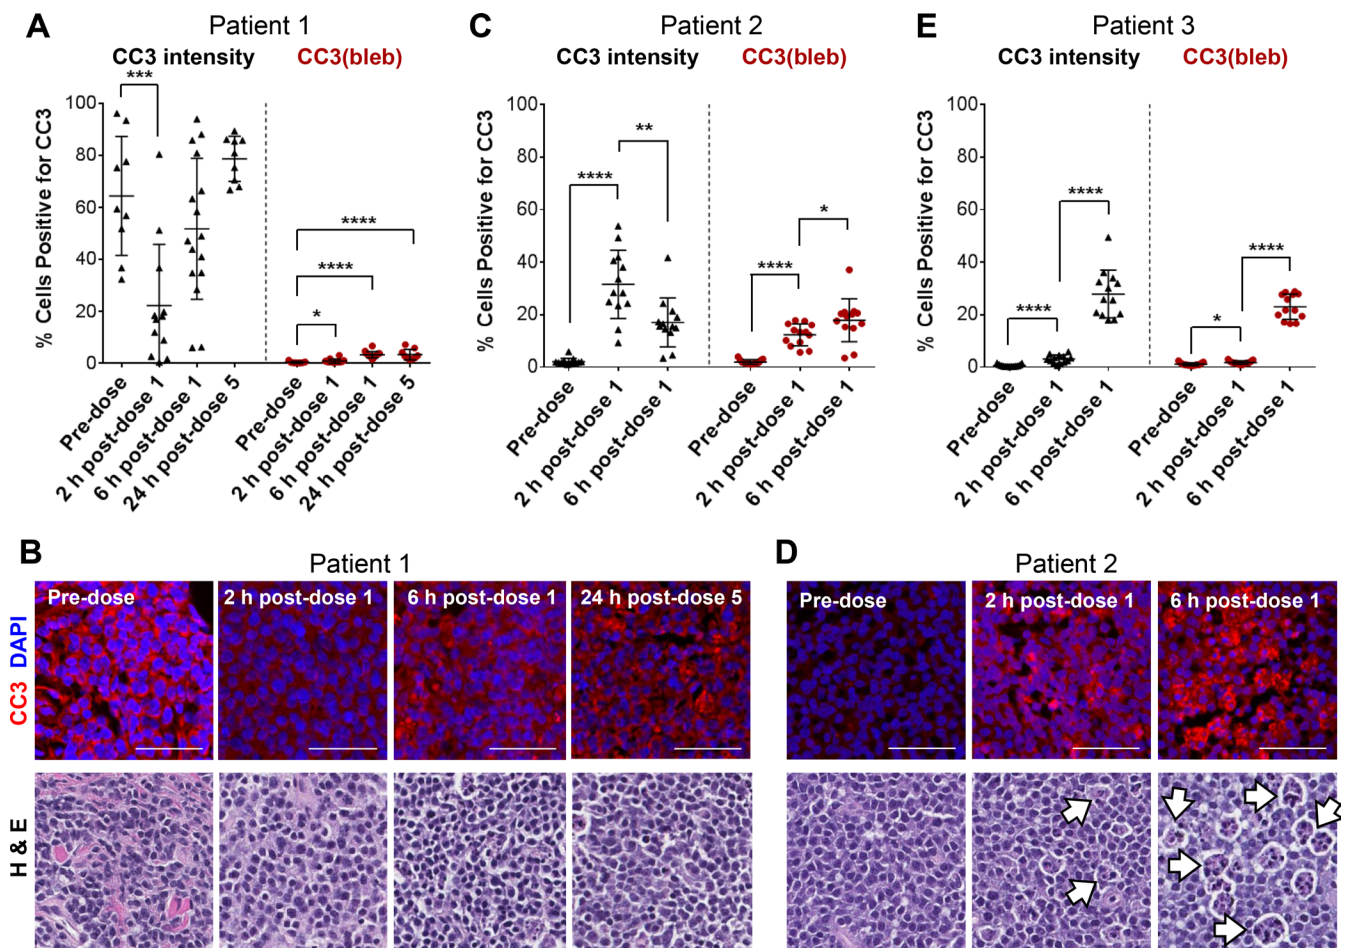 A
Patient 1
CC3 intensity
CC3(bleb)
***
% Cells Positive for CC3
100
80
60
40
20
0
****
****
*
Pre-dose
2 h post-dose 1
6 h post-dose 1
24 h post-dose 5
Pre-dose
2 h post-dose 1
6 h post-dose 1
24 h post-dose 5
C
Patient 2
CC3 intensity
CC3(bleb)
% Cells Positive for CC3
100
80
60
40
20
0
****
**
****
*
Pre-dose
2 h post-dose 1
6 h post-dose 1
Pre-dose
2 h post-dose 1
6 h post-dose 1
E
Patient 3
CC3 intensity
CC3(bleb)
% Cells Positive for CC3
100
80
60
40
20
0
****
****
*
****
Pre-dose
2 h post-dose 1
6 h post-dose 1
Pre-dose
2 h post-dose 1
6 h post-dose 1
B
Patient 1
CC3 DAPI
Pre-dose
2 h post-dose 1
6 h post-dose 1
24 h post-dose 5
H & E
D
Patient 2
Pre-dose
2 h post-dose 1
6 h post-dose 1